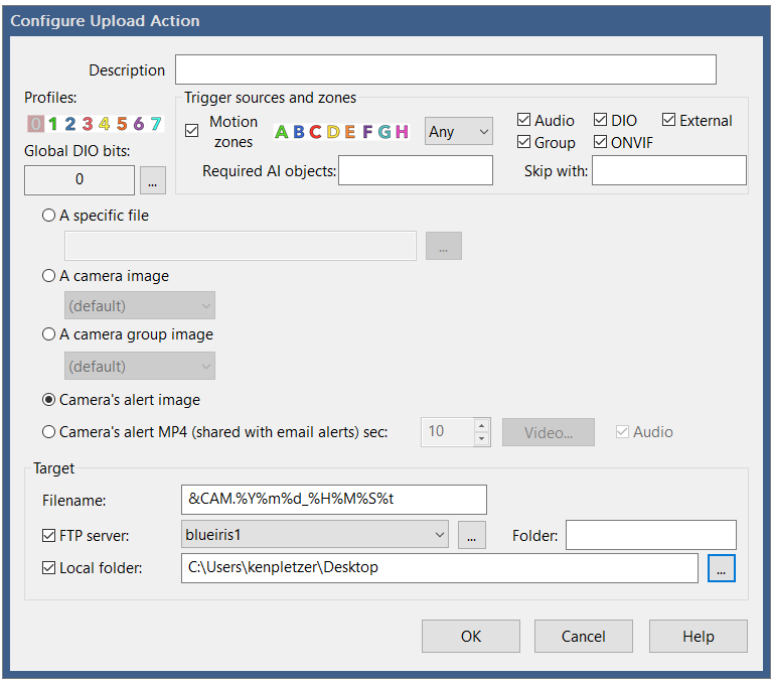 Configure Upload Action
Description
Profiles:
0 1 2 3 4 5 6 7
Global DIO bits:
0
...
Trigger sources and zones
Motion zones
A B C D E F G H
Any
Audio
DIO
External
Group
ONVIF
Required AI objects:
Skip with:
A specific file
...
A camera image
(default)
A camera group image
(default)
Camera's alert image
Camera's alert MP4 (shared with email alerts) sec:
10
Video...
Audio
Target
Filename:
&CAM.%Y%m%d_%H%M%S%t
FTP server:
blueiris1
...
Folder:
Local folder:
C:\Users\kenpletzer\Desktop
...
OK
Cancel
Help